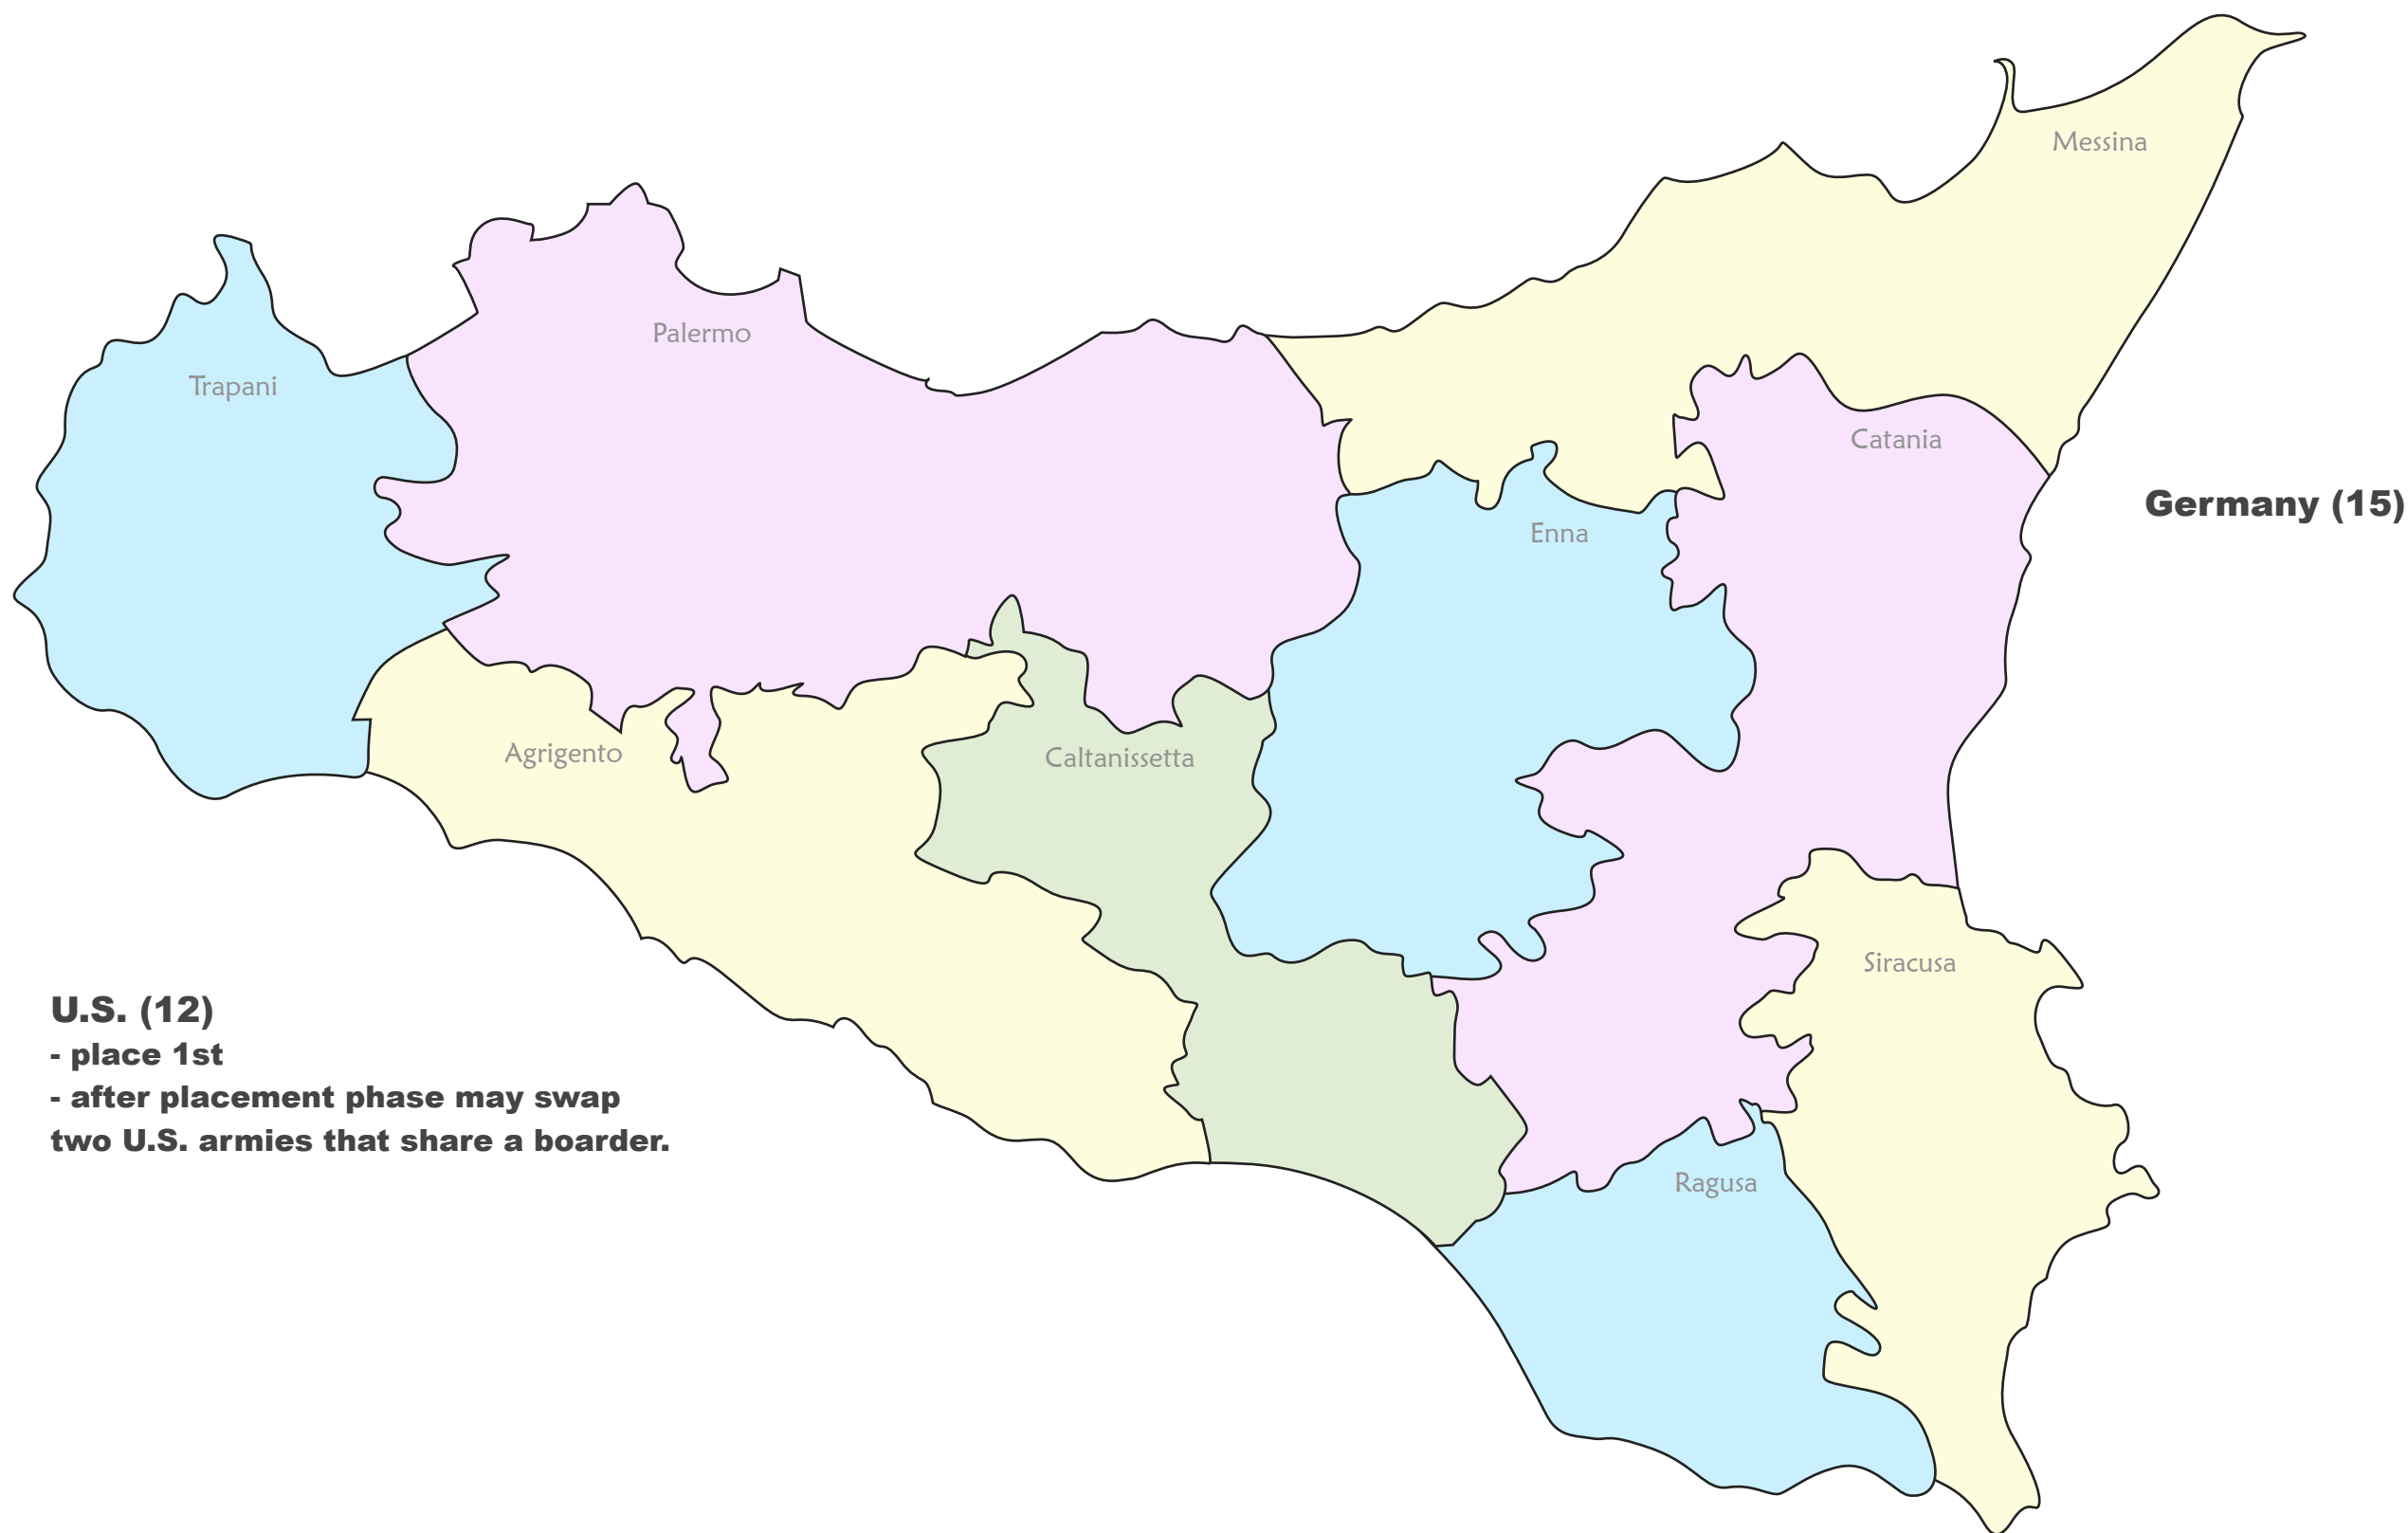 Messina
Palermo
Trapani
Catania
Germany (15)
Enna
Agrigento
Caltanissetta
Siracusa
U.S. (12)
- place 1st
- after placement phase may swap
two U.S. armies that share a boarder.
Ragusa